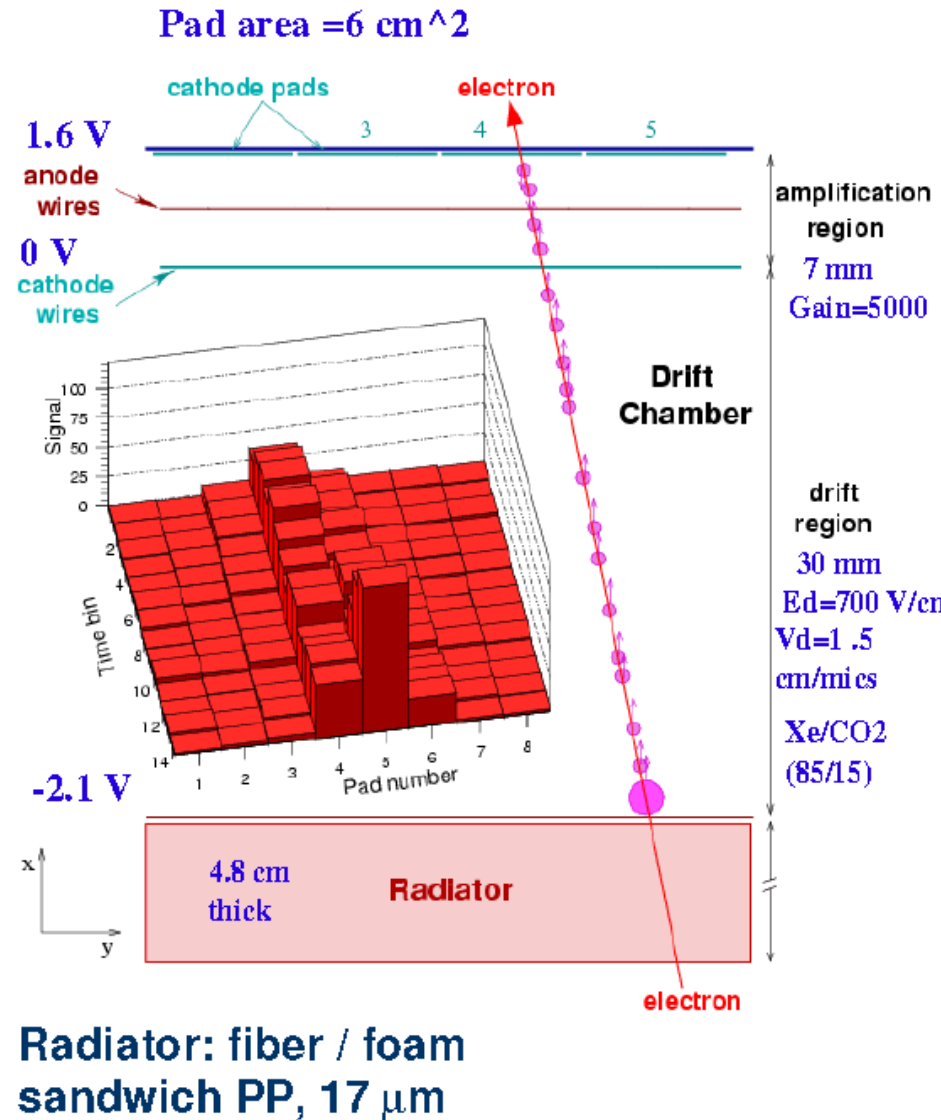 Pad area =6 cm^2
cathode pads
electron
3
4
5
1.6 V
anode
wires
amplification
region
0 V
cathode
wires
7 mm
Gain=5000
Drift
Chamber
Signal
100
75
50
25
0
drift
region
30 mm
Ed=700 V/cm
Vd=1 .5
cm/mics
Xe/CO2
(85/15)
Time bin
2
4
6
8
10
12
14
1
2
3
4
5
6
7
8
Pad number
-2.1 V
x
y
4.8 cm
thick
Radiator
electron
Radiator: fiber / foam
sandwich PP, 17 μm